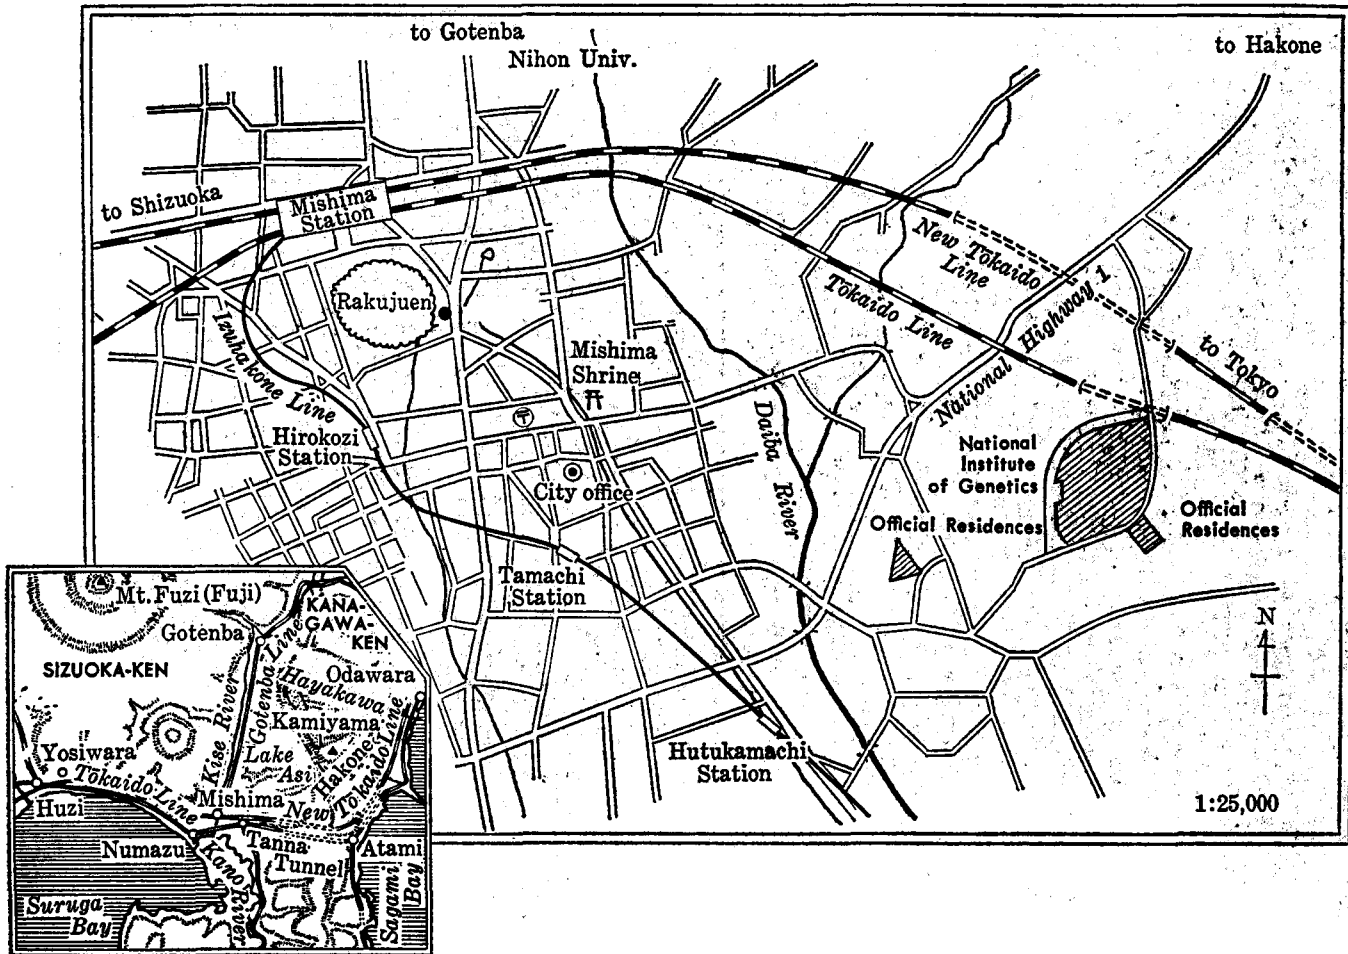 to Gotenba
Nihon Univ.
to Hakone
to Shizuoka
Mishima
Station
New Tōkaido
Line
Tōkaido Line
National Highway 1
to Tokyo
Rakujuen
Izuhakone Line
Mishima
Shrine
Hirokozi
Station
City office
Daiba River
National
Institute
of Genetics
Official Residences
Official
Residences
Tamachi
Station
Hutukamachi
Station
N
1:25,000
Mt. Fuzi (Fuji)
KANA-
GAWA-
KEN
Gotenba
SIZUOKA-KEN
Kise River
Gotenba Line
Hayakawa
Odawara
Kamiyama
Lake
Asi
Hakone
Yosiwara
Tōkaido Line
Mishima
New Tōkaido Line
Huzi
Numazu
Kano River
Tanna
Tunnel
Atami
Suruga
Bay
Sagami
Bay